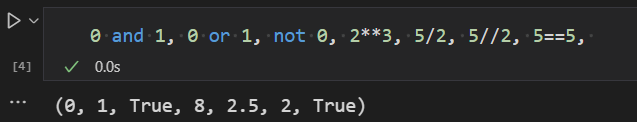 0 and 1, 0 or 1, not 0, 2**3, 5/2, 5//2, 5==5,
[4] 0.0s
(0, 1, True, 8, 2.5, 2, True)